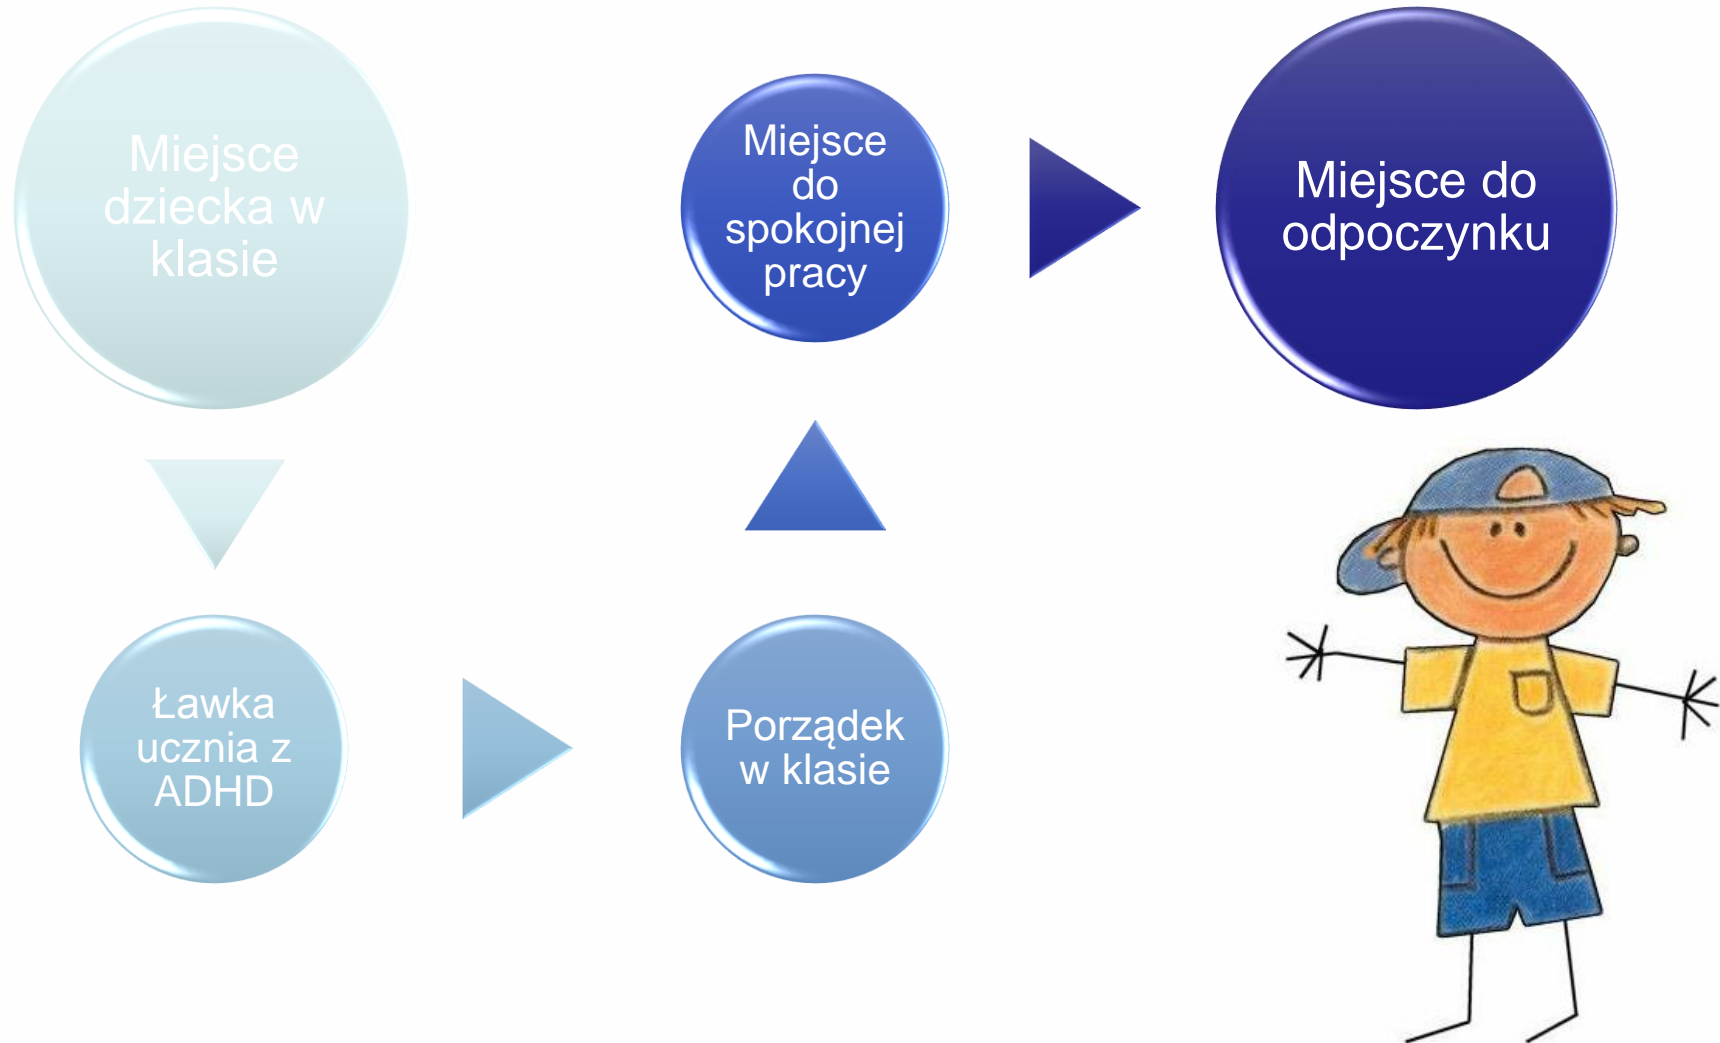 Miejsce
dziecka w
klasie
Ławka
ucznia z
ADHD
Porządek
w klasie
Miejsce
do
spokojnej
pracy
Miejsce do
odpoczynku